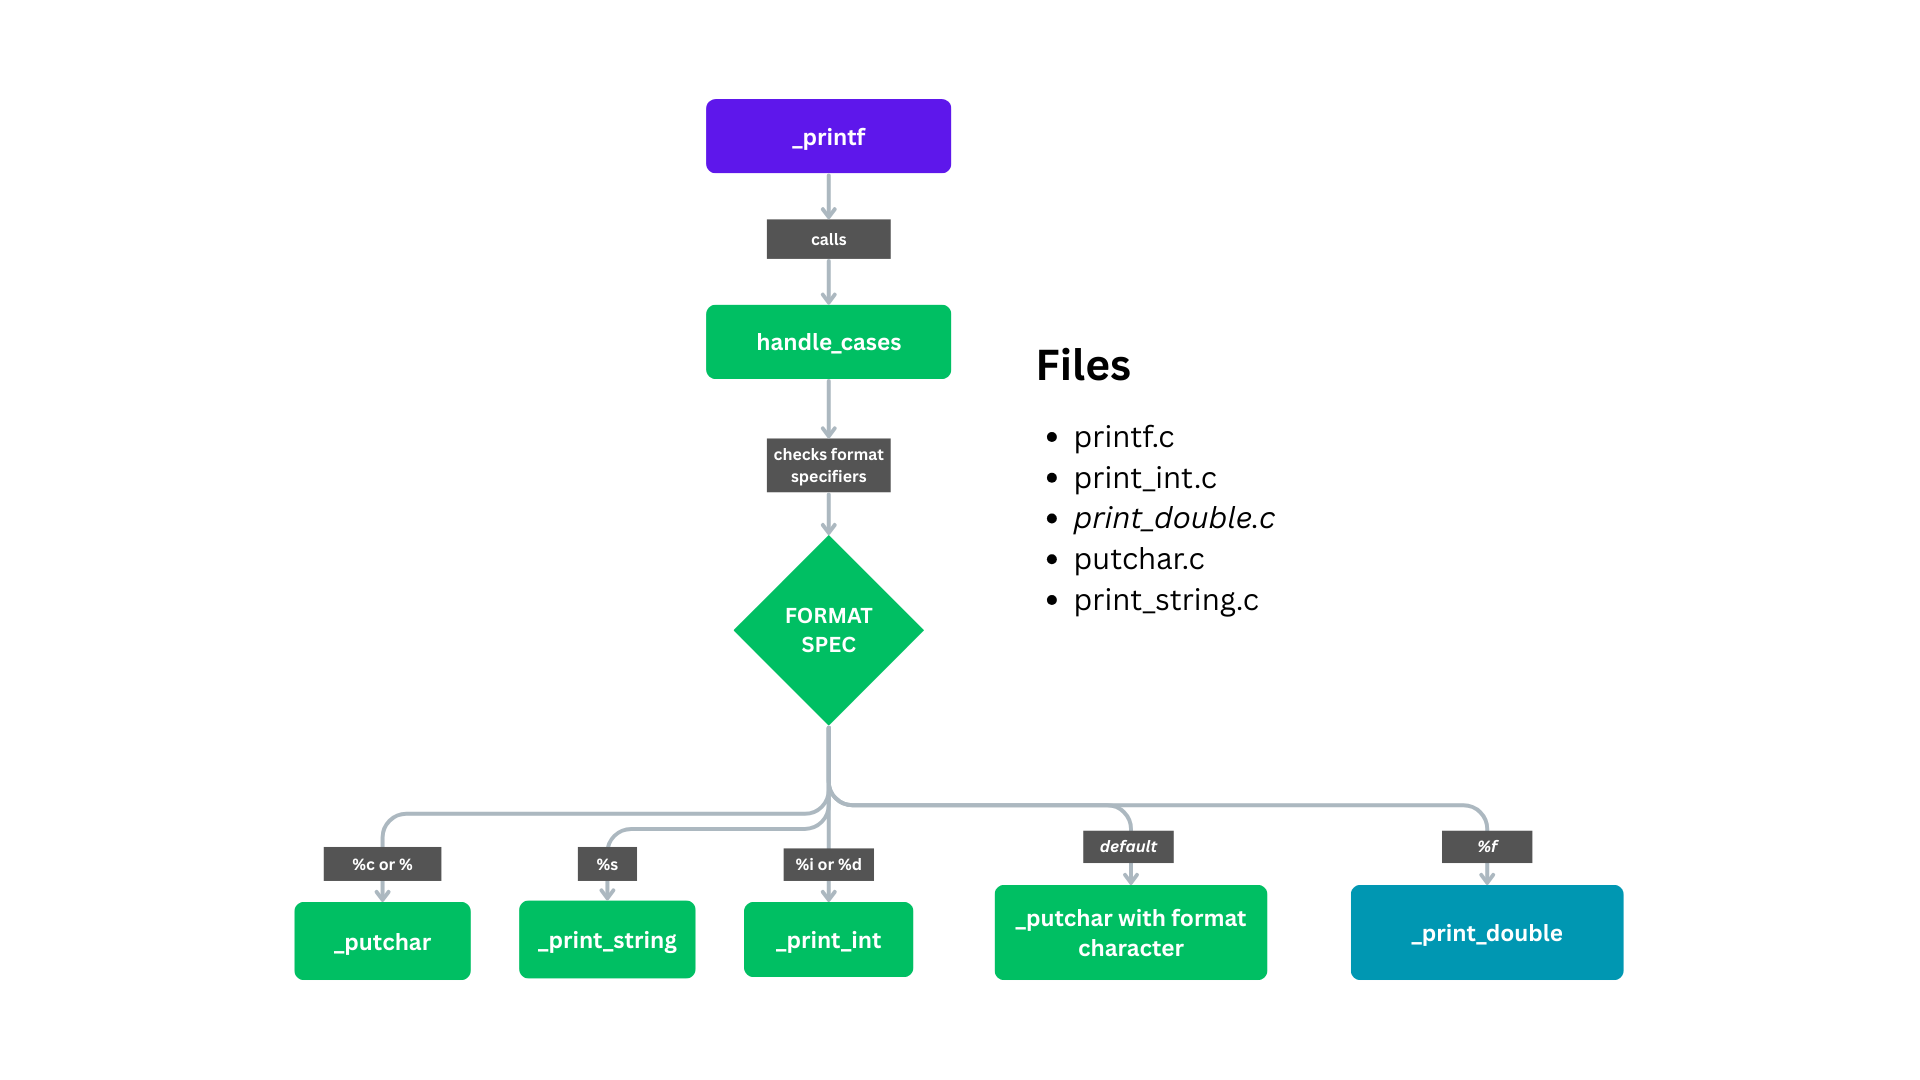 _printf
calls
handle_cases
checks format
specifiers
FORMAT
SPEC
Files
• printf.c
• print_int.c
• print_double.c
• putchar.c
• print_string.c
%c or %
%s
%i or %d
default
%f
_putchar
_print_string
_print_int
_putchar with format
character
_print_double